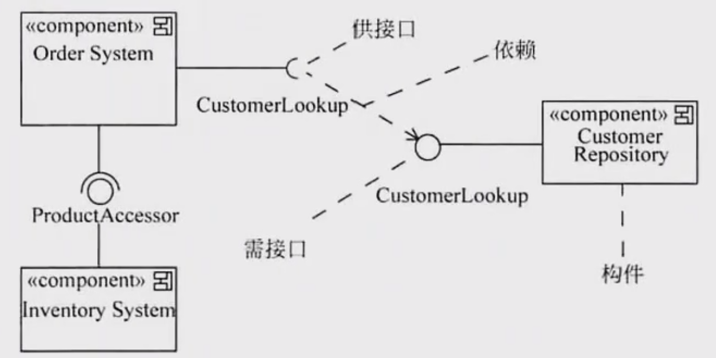 «component»
Order System
供接口
依赖
CustomerLookup
«component»
Customer
Repository
CustomerLookup
ProductAccessor
需接口
构件
«component»
Inventory System